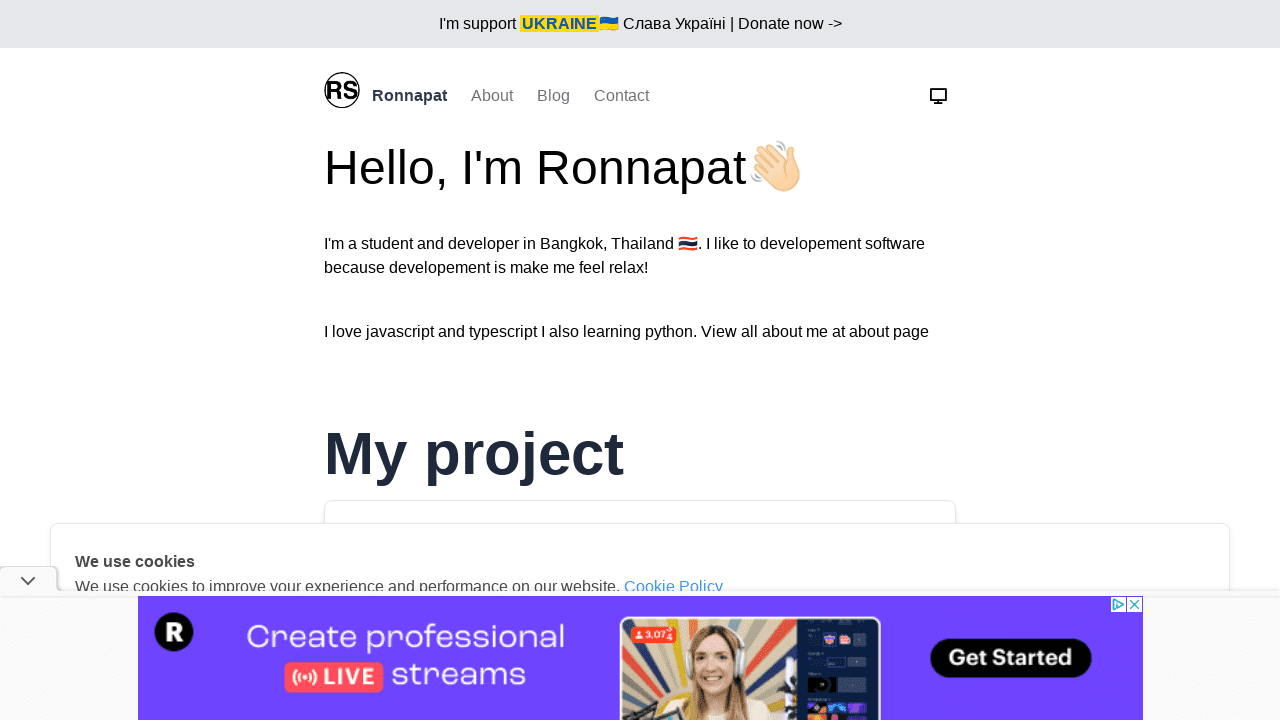 I'm support UKRAINE🇺🇦 Слава Україні | Donate now ->
RS Ronnapat About Blog Contact
Hello, I'm Ronnapat👋🏻
I'm a student and developer in Bangkok, Thailand 🇹🇭. I like to developement software
because developement is make me feel relax!
I love javascript and typescript I also learning python. View all about me at about page
My project
We use cookies
We use cookies to improve your experience and performance on our website. Cookie Policy
R
Create professional
LIVE streams
Get Started